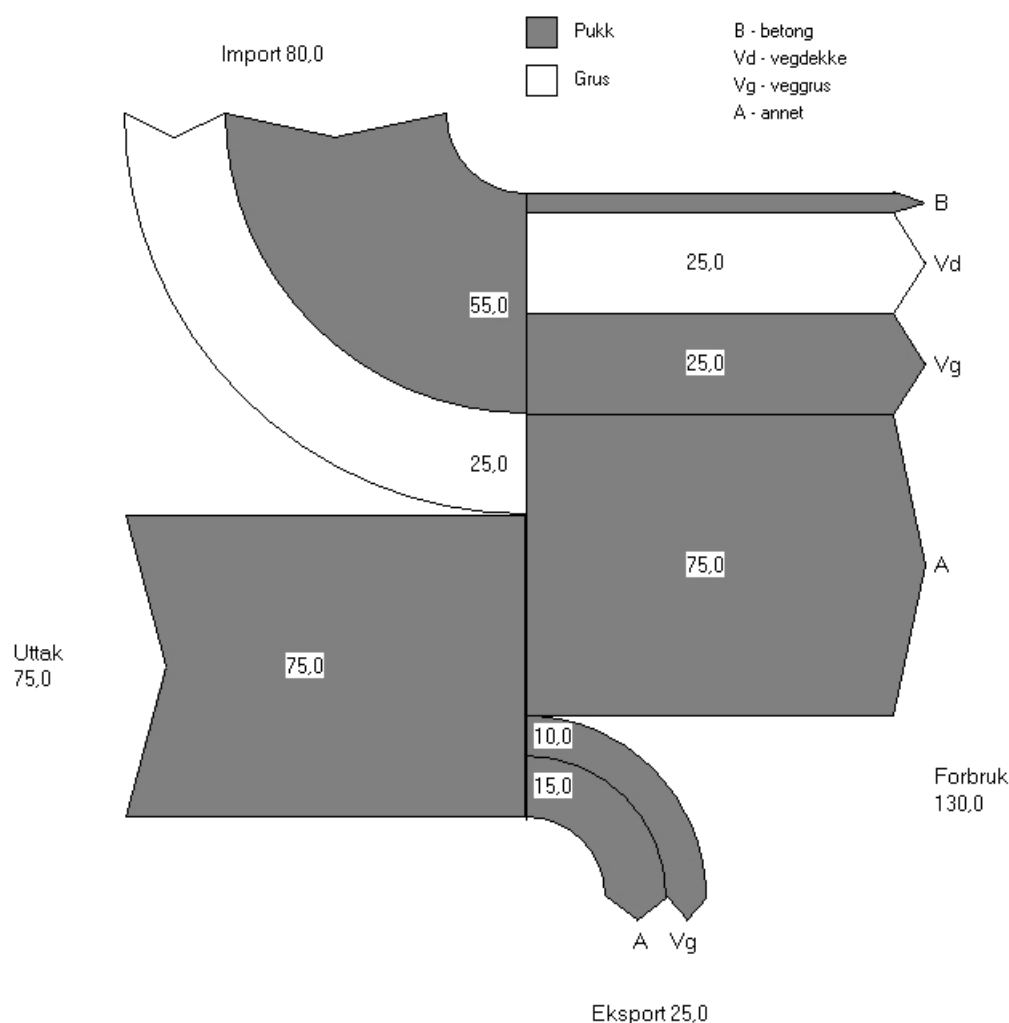 Import 80,0
Pukk
Grus
B - betong
Vd - vegdekke
Vg - veggrus
A - annet
B
25,0
Vd
55,0
25,0
Vg
25,0
75,0
A
Uttak
75,0
75,0
10,0
15,0
Forbruk
130,0
A Vg
Eksport 25,0